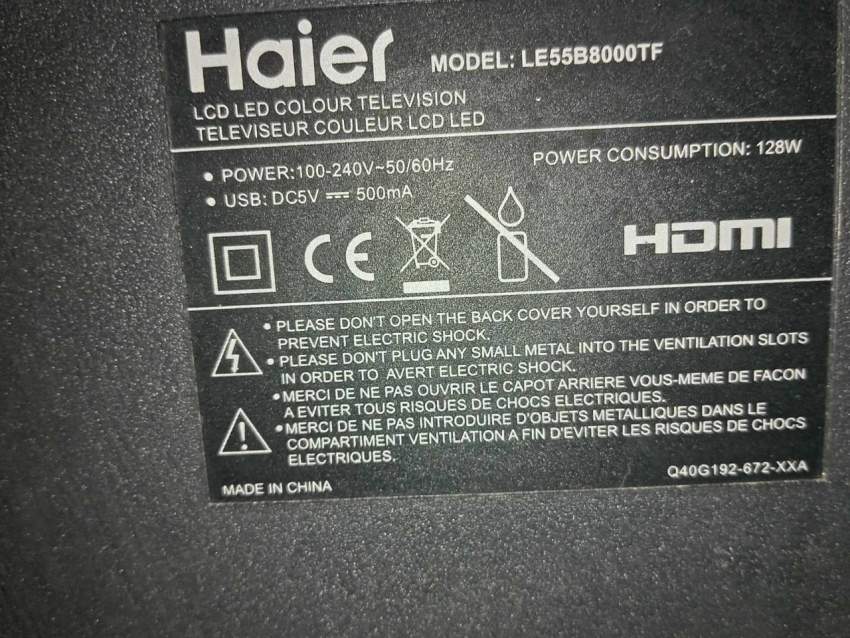 Haier MODEL: LE55B8000TF
LCD LED COLOUR TELEVISION
TELEVISEUR COULEUR LCD LED
• POWER:100-240V~50/60Hz POWER CONSUMPTION: 128W
• USB: DC5V ⎓ 500mA
CE HDMI
• PLEASE DON'T OPEN THE BACK COVER YOURSELF IN ORDER TO
PREVENT ELECTRIC SHOCK.
• PLEASE DON'T PLUG ANY SMALL METAL INTO THE VENTILATION SLOTS
IN ORDER TO AVERT ELECTRIC SHOCK.
• MERCI DE NE PAS OUVRIR LE CAPOT ARRIERE VOUS-MEME DE FACON
A EVITER TOUS RISQUES DE CHOCS ELECTRIQUES.
• MERCI DE NE PAS INTRODUIRE D'OBJETS METALLIQUES DANS LE
COMPARTIMENT VENTILATION A FIN D'EVITER LES RISQUES DE CHOCS
ELECTRIQUES.
MADE IN CHINA Q40G192-672-XXA